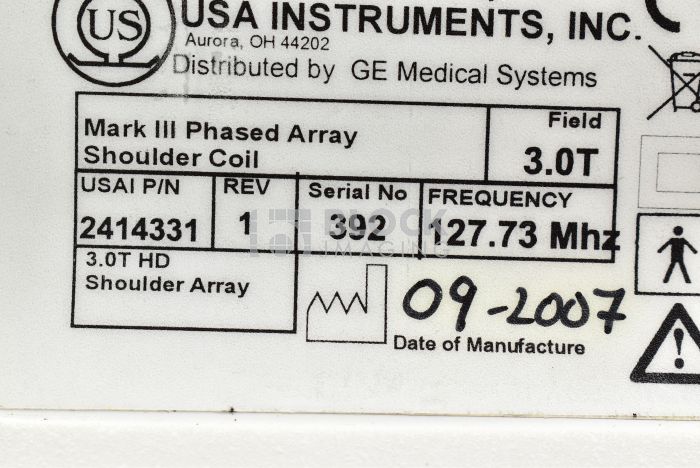 US
USA INSTRUMENTS, INC.
Aurora, OH 44202
Distributed by GE Medical Systems
Mark III Phased Array
Shoulder Coil
Field
3.0T
USAI P/N
2414331
REV
1
Serial No
392
FREQUENCY
127.73 Mhz
3.0T HD
Shoulder Array
09-2007
Date of Manufacture
BLOCK
IMAGING